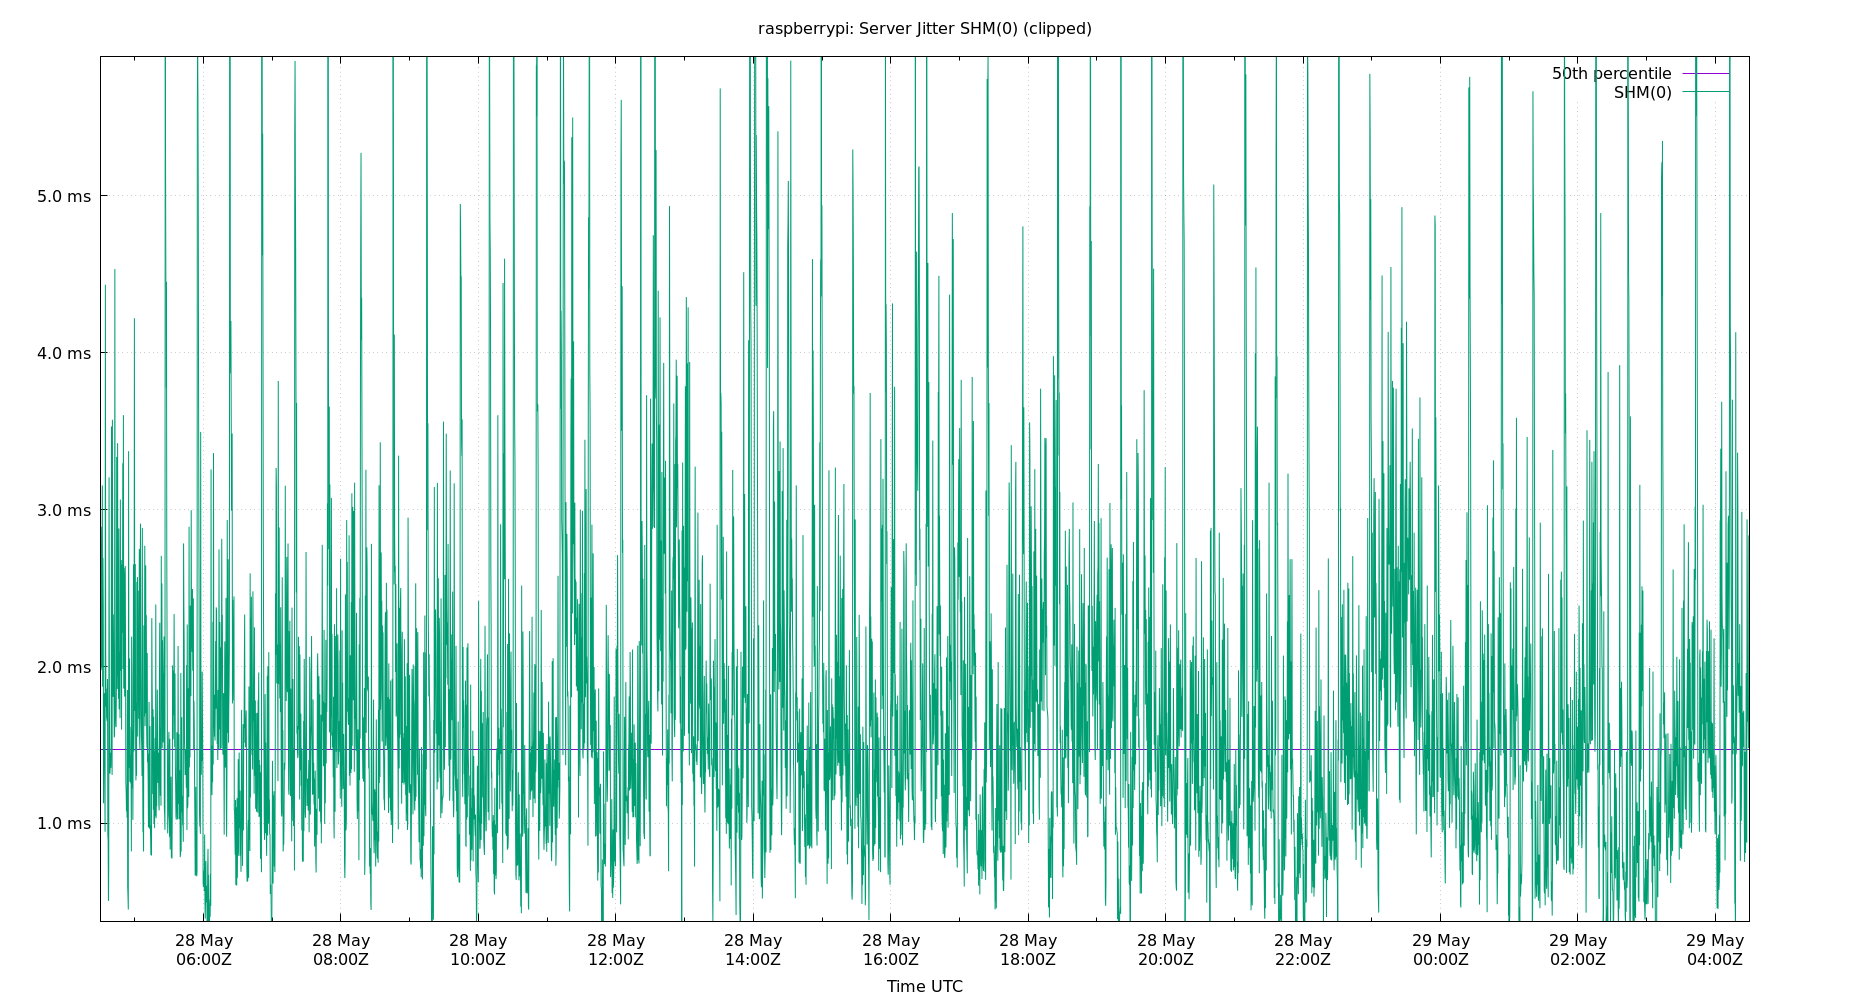 raspberrypi: Server Jitter SHM(0) (clipped)
50th percentile
SHM(0)
5.0 ms
4.0 ms
3.0 ms
2.0 ms
1.0 ms
28 May 28 May 28 May 28 May 28 May 28 May 28 May 28 May 28 May 29 May 29 May 29 May
06:00Z 08:00Z 10:00Z 12:00Z 14:00Z 16:00Z 18:00Z 20:00Z 22:00Z 00:00Z 02:00Z 04:00Z
Time UTC